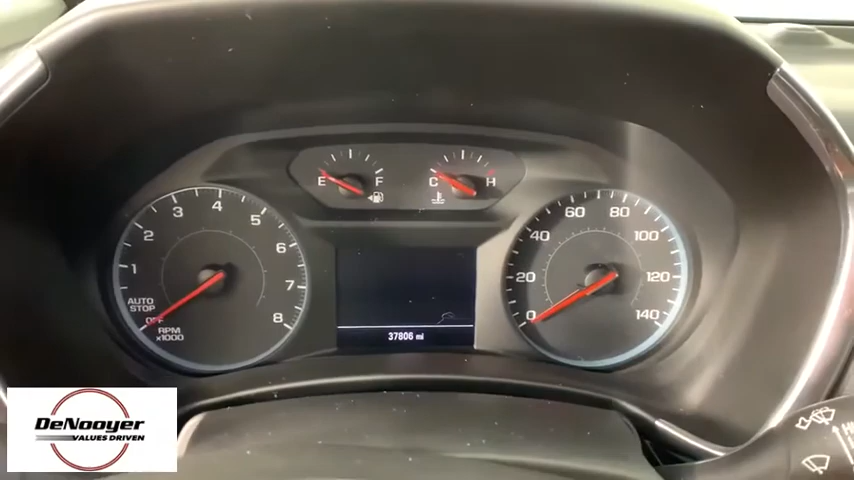 E F
C H
1 2 3 4 5 6 7 8
AUTO
STOP
OFF
RPM
x1000
0 20 40 60 80 100 120 140
37806 mi
DeNooyer
VALUES DRIVEN